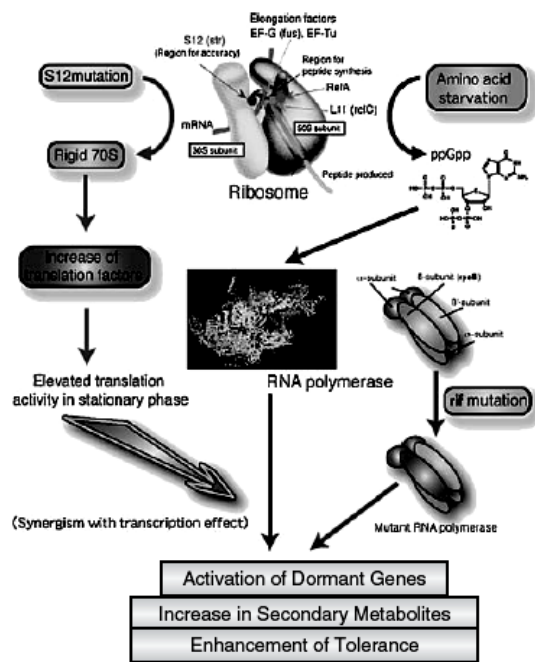 Elongation factors
EF-G (fus), EF-Tu
S12 (str)
(Region for accuracy)
Region for
peptide synthesis
RelA
L11 (relC)
S12mutation
Amino acid
starvation
mRNA
30S subunit
50S subunit
Rigid 70S
Ribosome
Peptide produced
ppGpp
Increase of
translation factors
α-subunit
β-subunit (rpoB)
β'-subunit
α-subunit
RNA polymerase
Elevated translation
activity in stationary phase
rif mutation
(Synergism with transcription effect)
Mutant RNA polymerase
Activation of Dormant Genes
Increase in Secondary Metabolites
Enhancement of Tolerance